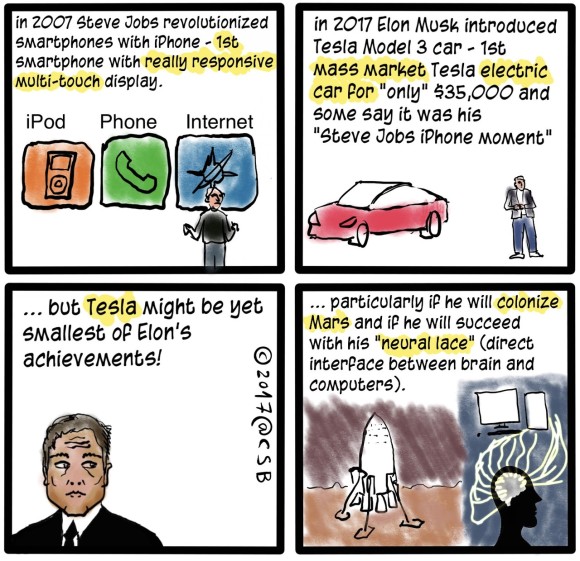 in 2007 Steve Jobs revolutionized
smartphones with iPhone - 1st
smartphone with really responsive
multi-touch display.
iPod Phone Internet
in 2017 Elon Musk introduced
Tesla Model 3 car - 1st
mass market Tesla electric
car for "only" $35,000 and
some say it was his
"Steve Jobs iPhone moment"
... but Tesla might be yet
smallest of Elon's
achievements!
©2017@CSB
... particularly if he will colonize
Mars and if he will succeed
with his "neural lace" (direct
interface between brain and
computers).